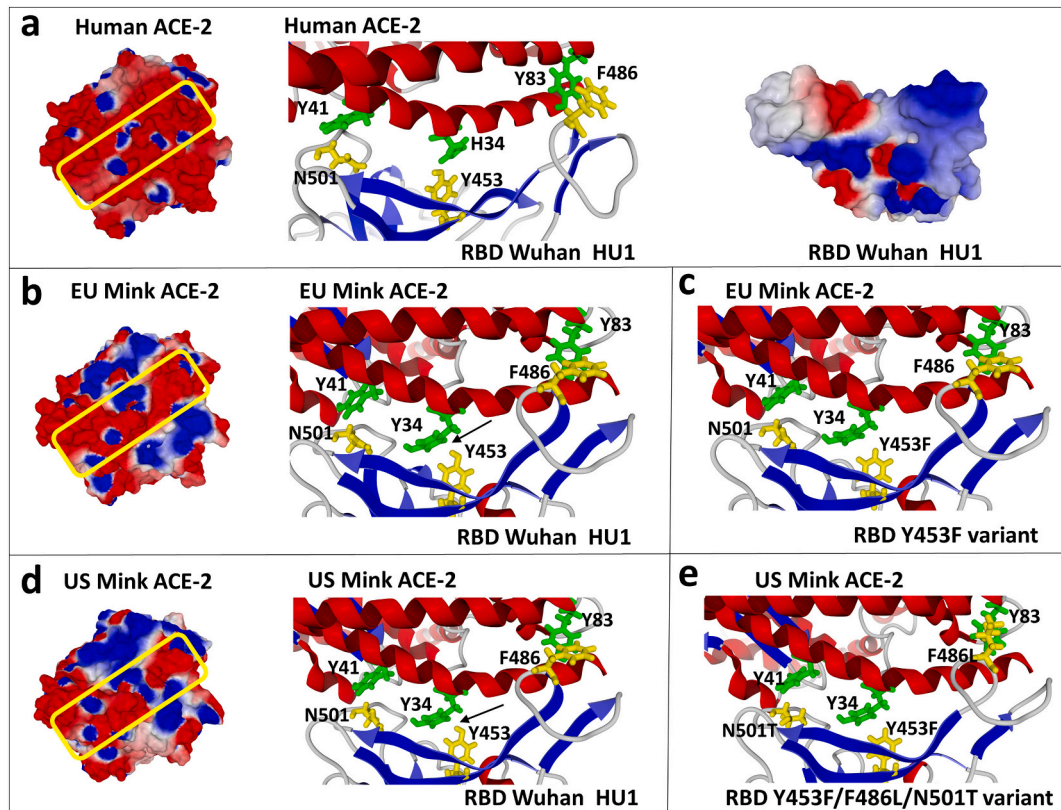 a
Human ACE-2
Human ACE-2
Y83
F486
Y41
H34
N501
Y453
RBD Wuhan HU1
RBD Wuhan HU1
b
EU Mink ACE-2
EU Mink ACE-2
Y83
F486
Y41
Y34
N501
Y453
RBD Wuhan HU1
c
EU Mink ACE-2
Y83
F486
Y41
Y34
N501
Y453F
RBD Y453F variant
d
US Mink ACE-2
US Mink ACE-2
Y83
F486
Y41
Y34
N501
Y453
RBD Wuhan HU1
e
US Mink ACE-2
Y83
F486L
Y41
Y34
N501T
Y453F
RBD Y453F/F486L/N501T variant